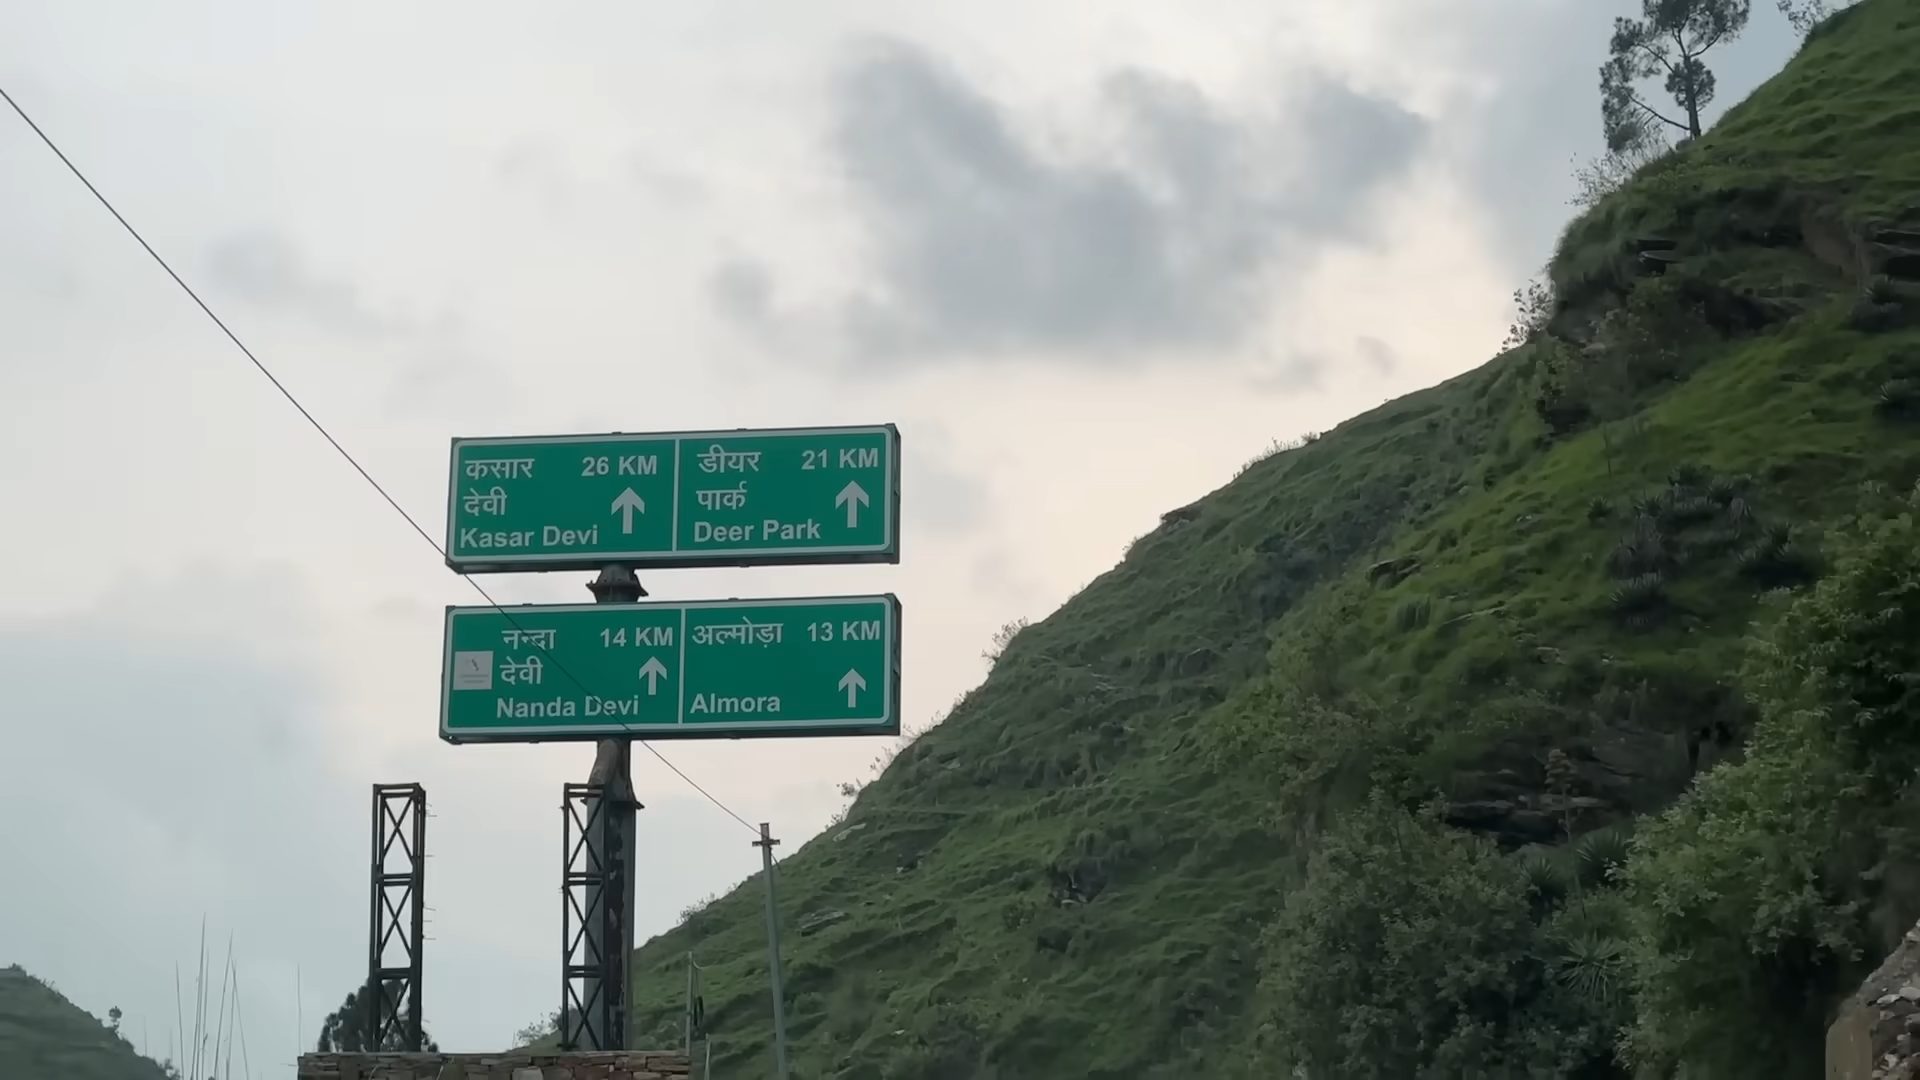 कसार 26 KM
देवी
Kasar Devi
डीयर 21 KM
पार्क
Deer Park
नन्दा 14 KM
देवी
Nanda Devi
अल्मोड़ा 13 KM
Almora